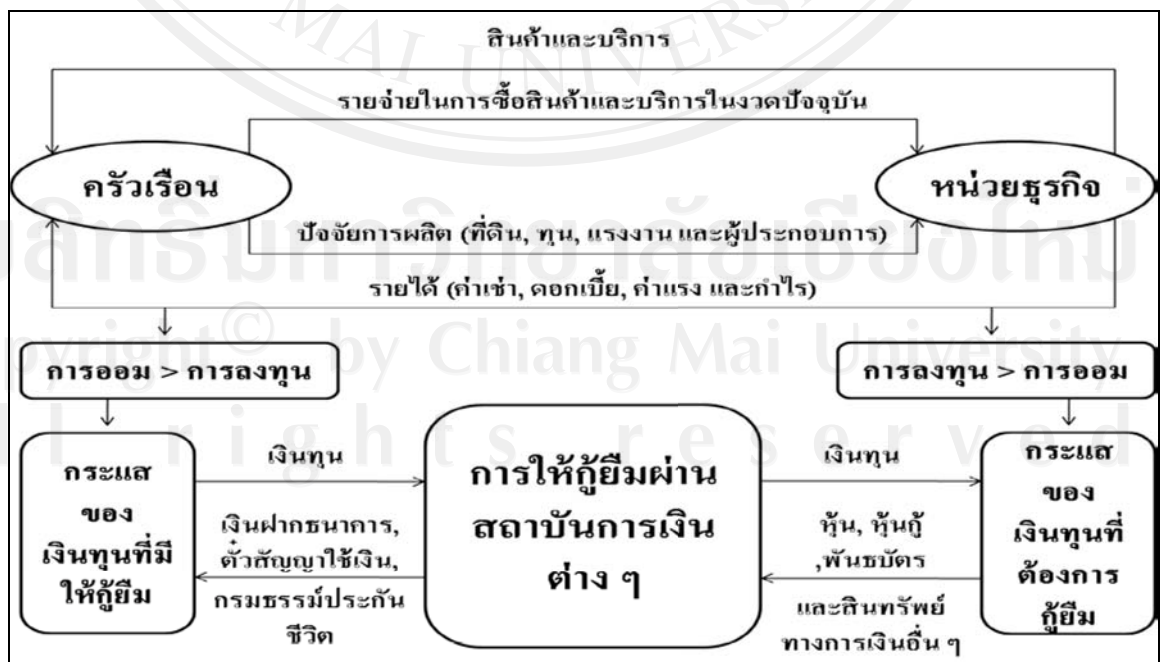 MAI UNIVERS
สินค้าและบริการ
รายจ่ายในการซื้อสินค้าและบริการในงวดปัจจุบัน
ครัวเรือน
หน่วยธุรกิจ
ปัจจัยการผลิต (ที่ดิน, ทุน, แรงงาน และผู้ประกอบการ)
รายได้ (ค่าเช่า, ดอกเบี้ย, ค่าแรง และกำไร)
pyright© by Chiang Mai University
การออม > การลงทุน
การลงทุน > การออม
l rights reserved
กระแส
ของ
เงินทุนที่มี
ให้กู้ยืม
เงินทุน
เงินฝากธนาคาร,
ตั๋วสัญญาใช้เงิน,
กรมธรรม์ประกัน
ชีวิต
การให้กู้ยืมผ่าน
สถาบันการเงิน
ต่าง ๆ
เงินทุน
หุ้น, หุ้นกู้
,พันธบัตร
และสินทรัพย์
ทางการเงินอื่น ๆ
กระแส
ของ
เงินทุนที่
ต้องการ
กู้ยืม